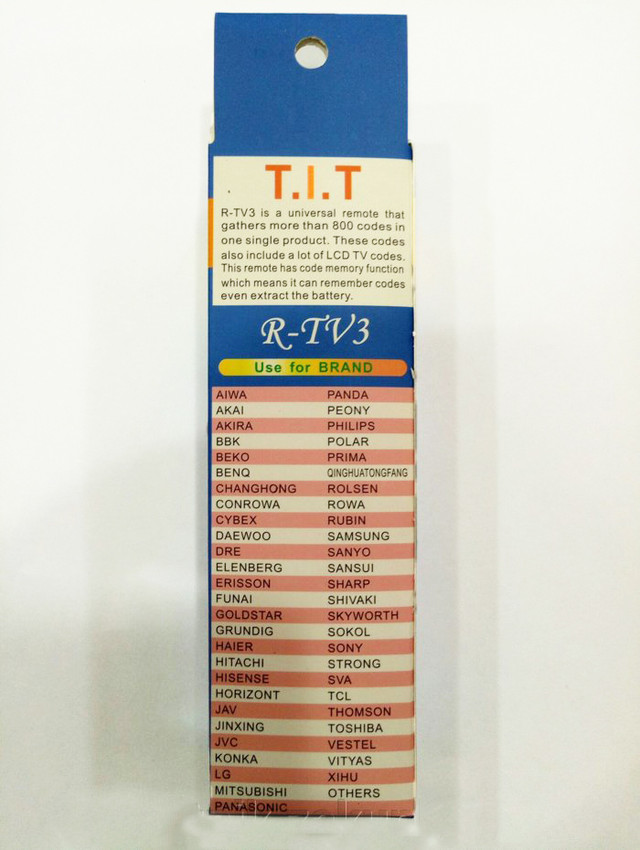 T.I.T
R-TV3 is a universal remote that
gathers more than 800 codes in
one single product. These codes
also include a lot of LCD TV codes.
This remote has code memory function
which means it can remember codes
even extract the battery.
R-TV3
Use for BRAND
AIWA PANDA
AKAI PEONY
AKIRA PHILIPS
BBK POLAR
BEKO PRIMA
BENQ QINGHUATONGFANG
CHANGHONG ROLSEN
CONROWA ROWA
CYBEX RUBIN
DAEWOO SAMSUNG
DRE SANYO
ELENBERG SANSUI
ERISSON SHARP
FUNAI SHIVAKI
GOLDSTAR SKYWORTH
GRUNDIG SOKOL
HAIER SONY
HITACHI STRONG
HISENSE SVA
HORIZONT TCL
JAV THOMSON
JINXING TOSHIBA
JVC VESTEL
KONKA VITYAS
LG XIHU
MITSUBISHI OTHERS
PANASONIC